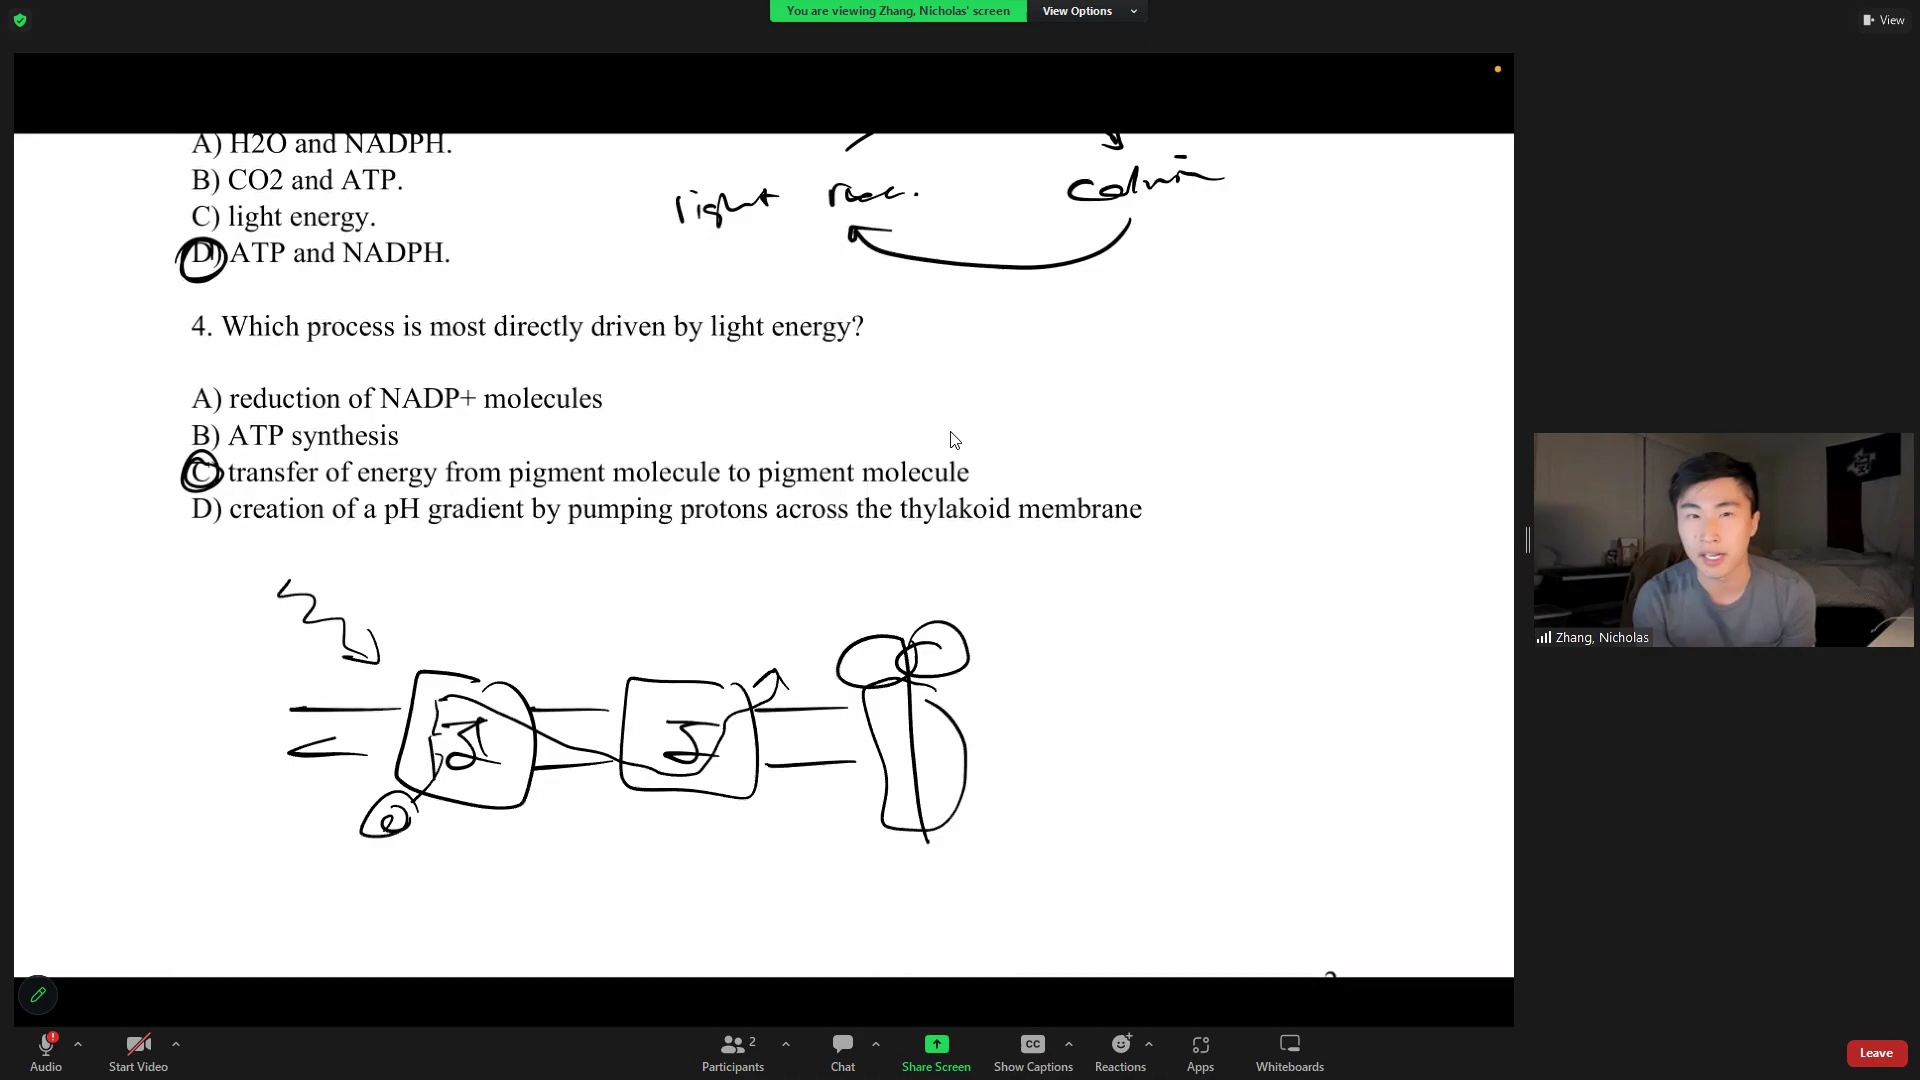 You are viewing Zhang, Nicholas' screen
View Options
View
A) H2O and NADPH.
B) CO2 and ATP.
C) light energy.
D) ATP and NADPH.
light reac.
Calvin
4. Which process is most directly driven by light energy?
A) reduction of NADP+ molecules
B) ATP synthesis
C) transfer of energy from pigment molecule to pigment molecule
D) creation of a pH gradient by pumping protons across the thylakoid membrane
e
Zhang, Nicholas
Audio
Start Video
2
Participants
Chat
Share Screen
CC
Show Captions
Reactions
Apps
Whiteboards
Leave